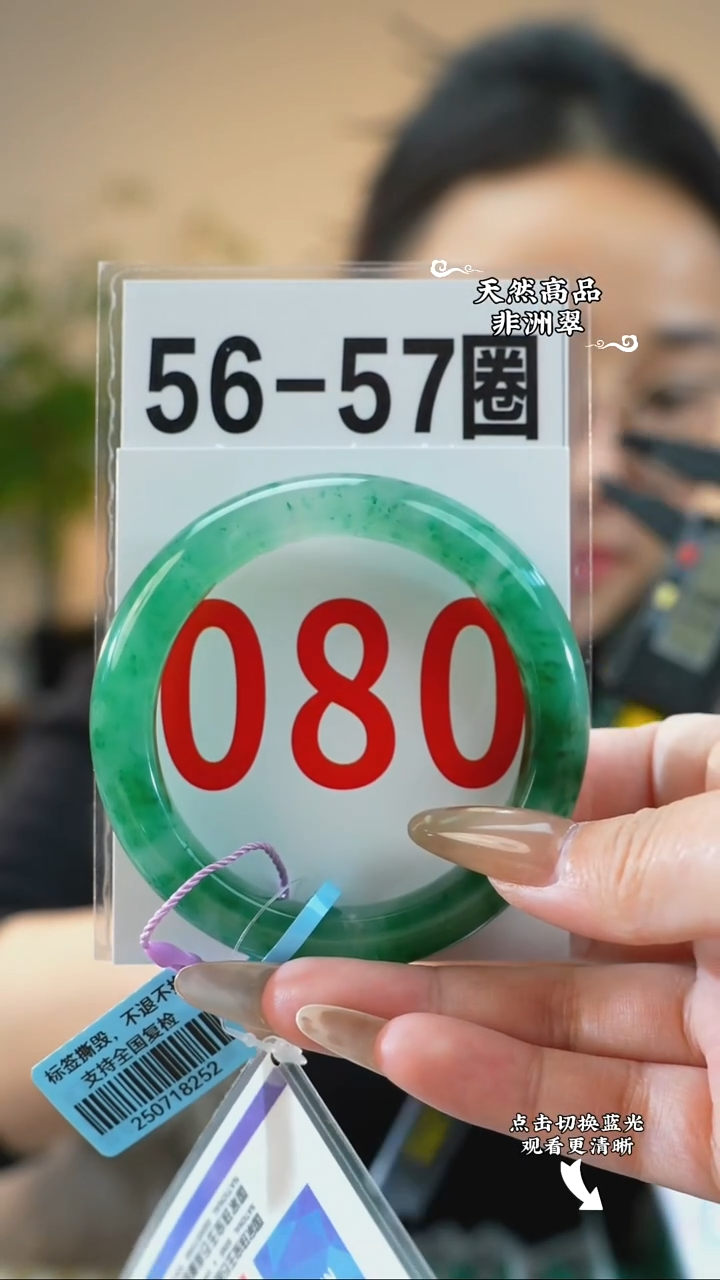 天然高品
非洲翠
56-57圈
080
标签撕毁，不退不
支持全国复检
250718252
点击切换蓝光
观看更清晰